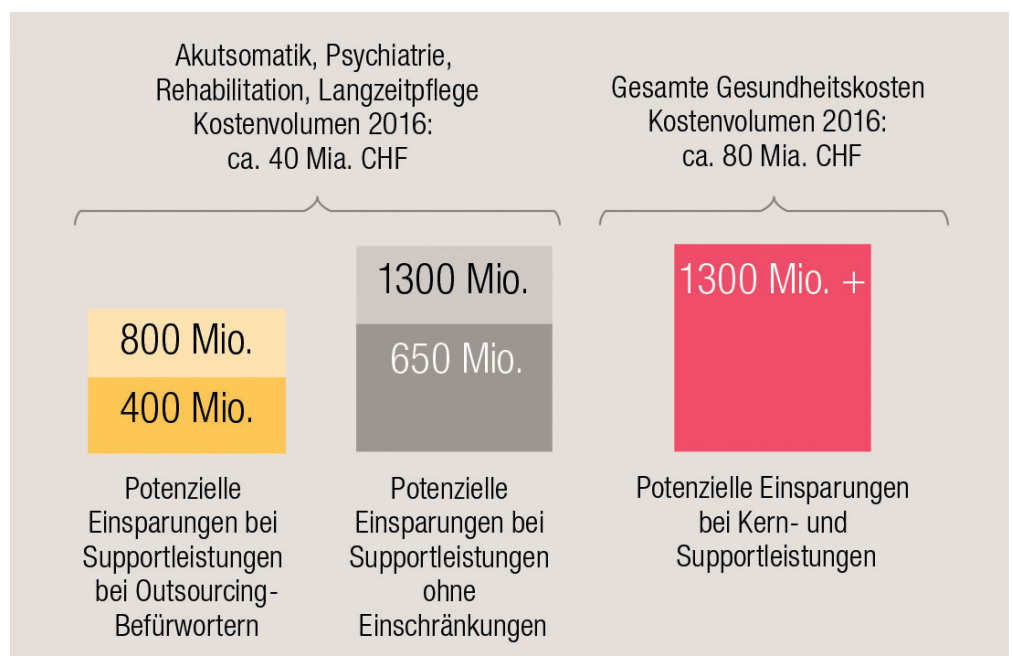 Akutsomatik, Psychiatrie,
Rehabilitation, Langzeitpflege
Kostenvolumen 2016:
ca. 40 Mia. CHF
Gesamte Gesundheitskosten
Kostenvolumen 2016:
ca. 80 Mia. CHF
800 Mio.
400 Mio.
1300 Mio.
650 Mio.
1300 Mio. +
Potenzielle
Einsparungen bei
Supportleistungen
bei Outsourcing-
Befürwortern
Potenzielle
Einsparungen bei
Supportleistungen
ohne
Einschränkungen
Potenzielle Einsparungen
bei Kern- und
Supportleistungen